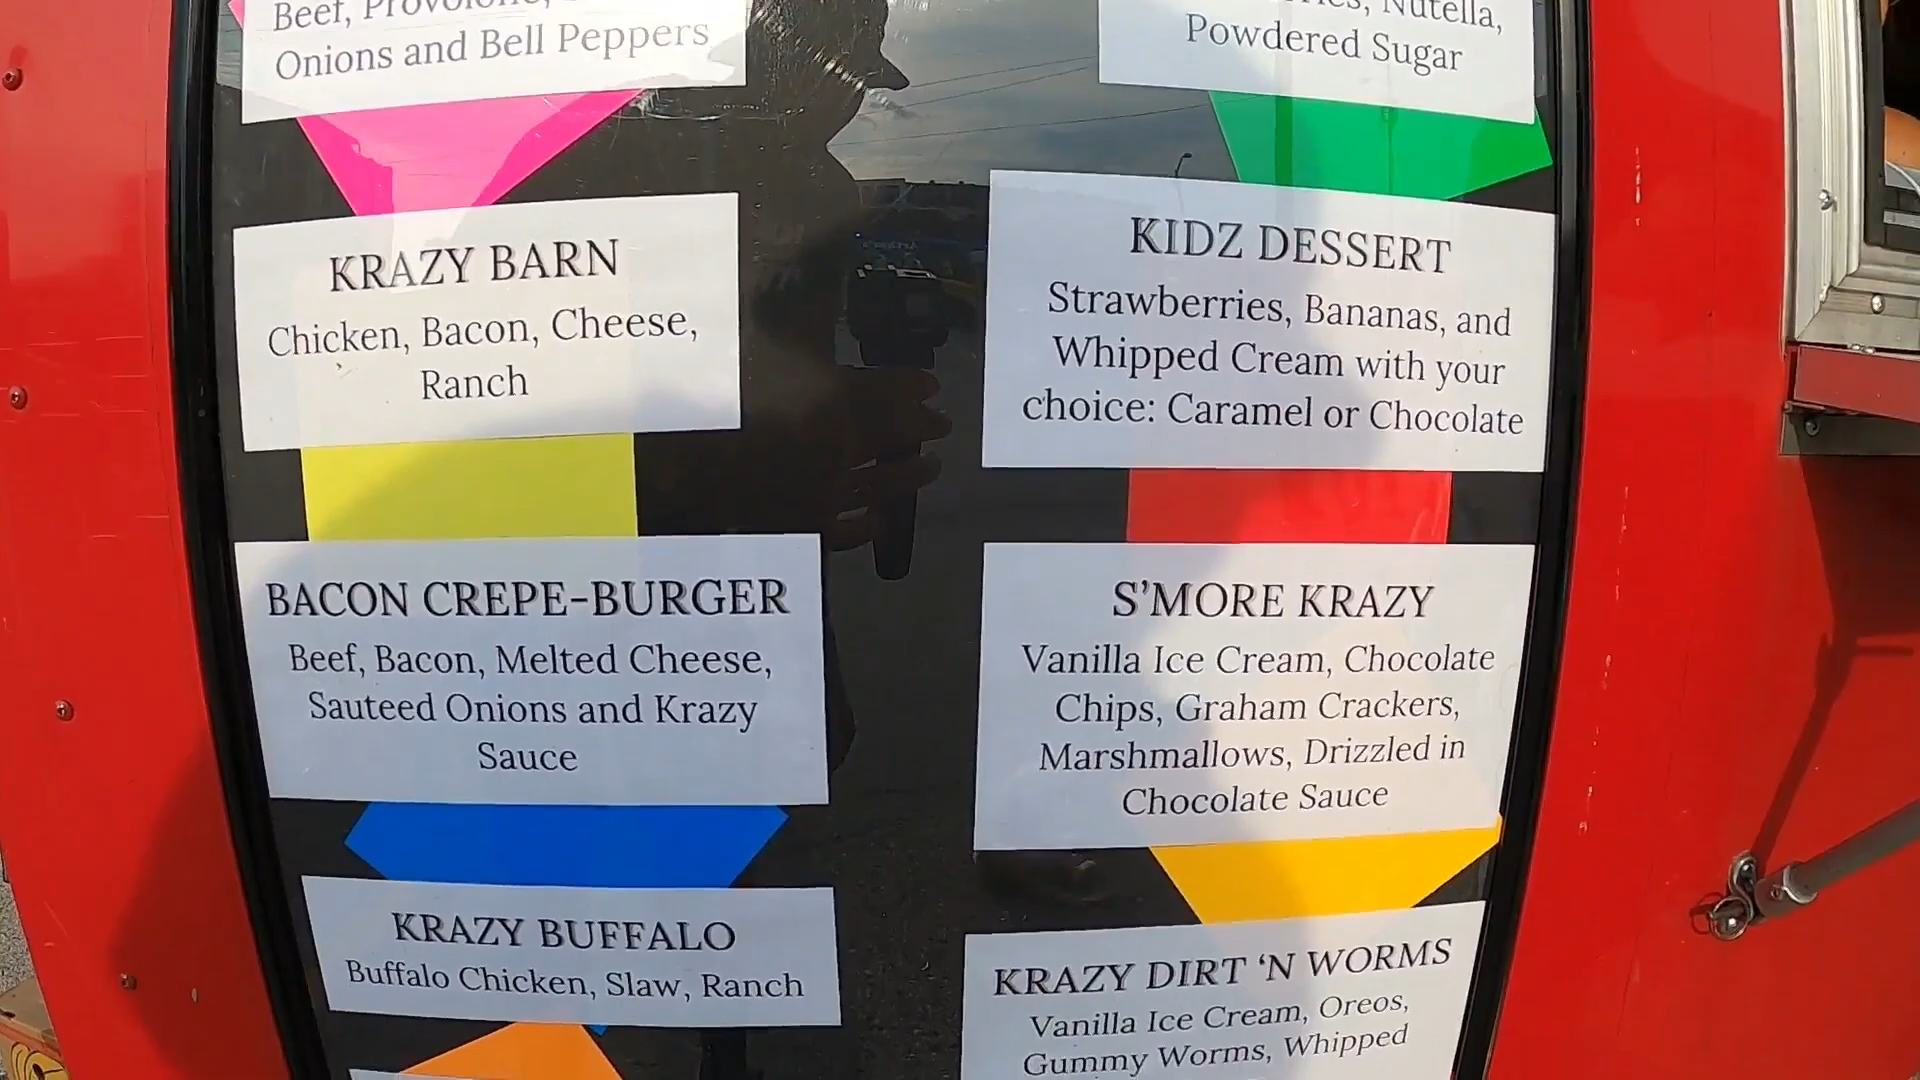 Beef,
Onions and Bell Peppers
KRAZY BARN
Chicken, Bacon, Cheese,
Ranch
BACON CREPE-BURGER
Beef, Bacon, Melted Cheese,
Sauteed Onions and Krazy
Sauce
KRAZY BUFFALO
Buffalo Chicken, Slaw, Ranch
Nutella,
Powdered Sugar
KIDZ DESSERT
Strawberries, Bananas, and
Whipped Cream with your
choice: Caramel or Chocolate
S'MORE KRAZY
Vanilla Ice Cream, Chocolate
Chips, Graham Crackers,
Marshmallows, Drizzled in
Chocolate Sauce
KRAZY DIRT ‘N WORMS
Vanilla Ice Cream, Oreos,
Gummy Worms, Whipped